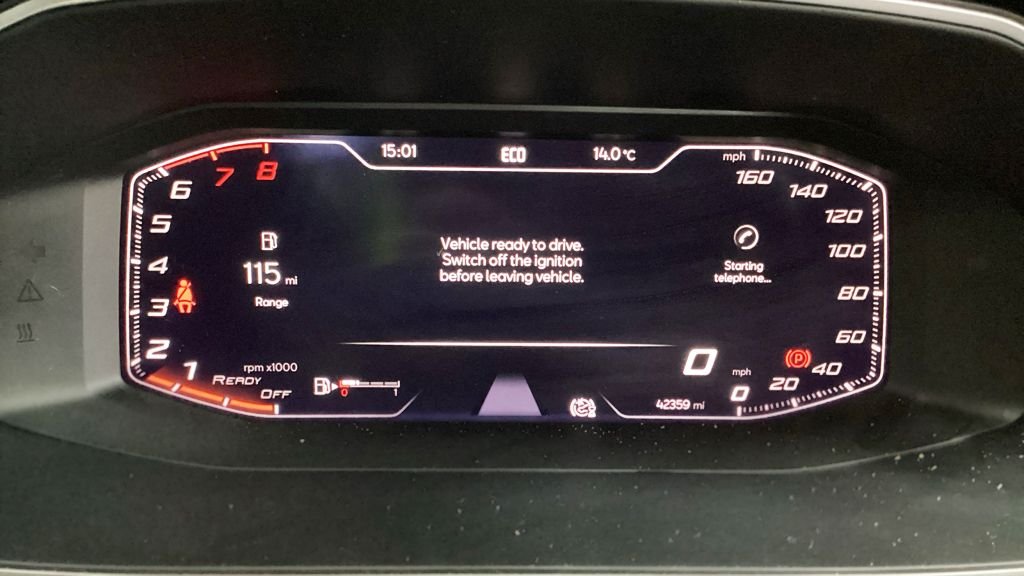 15:01
ECO
14.0 °C
8
7
6
5
4
3
2
1
rpm x1000
READY
OFF
115 mi
Range
Vehicle ready to drive.
Switch off the ignition
before leaving vehicle.
Starting
telephone...
mph
160
140
120
100
80
60
40
20
0
0 mph
P
0 1
42359 mi